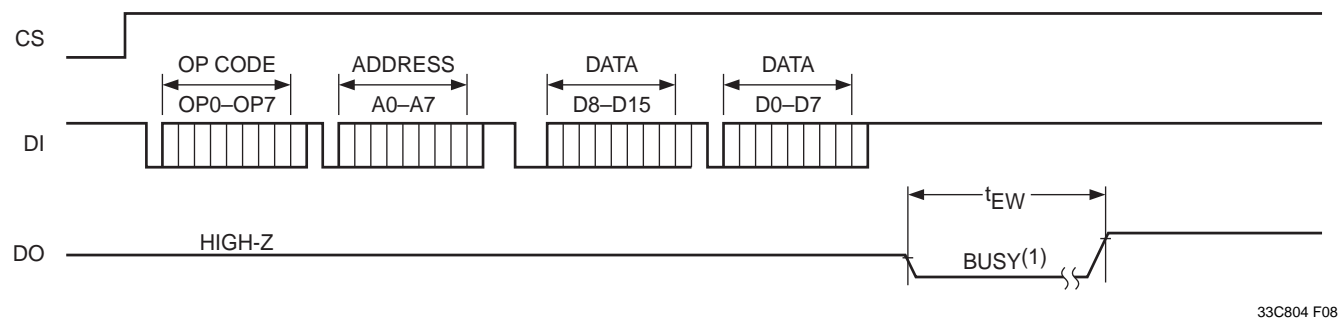 CS
OP CODE ADDRESS DATA DATA
OP0–OP7 A0–A7 D8–D15 D0–D7
DI
tEW
DO HIGH-Z BUSY(1)
33C804 F08